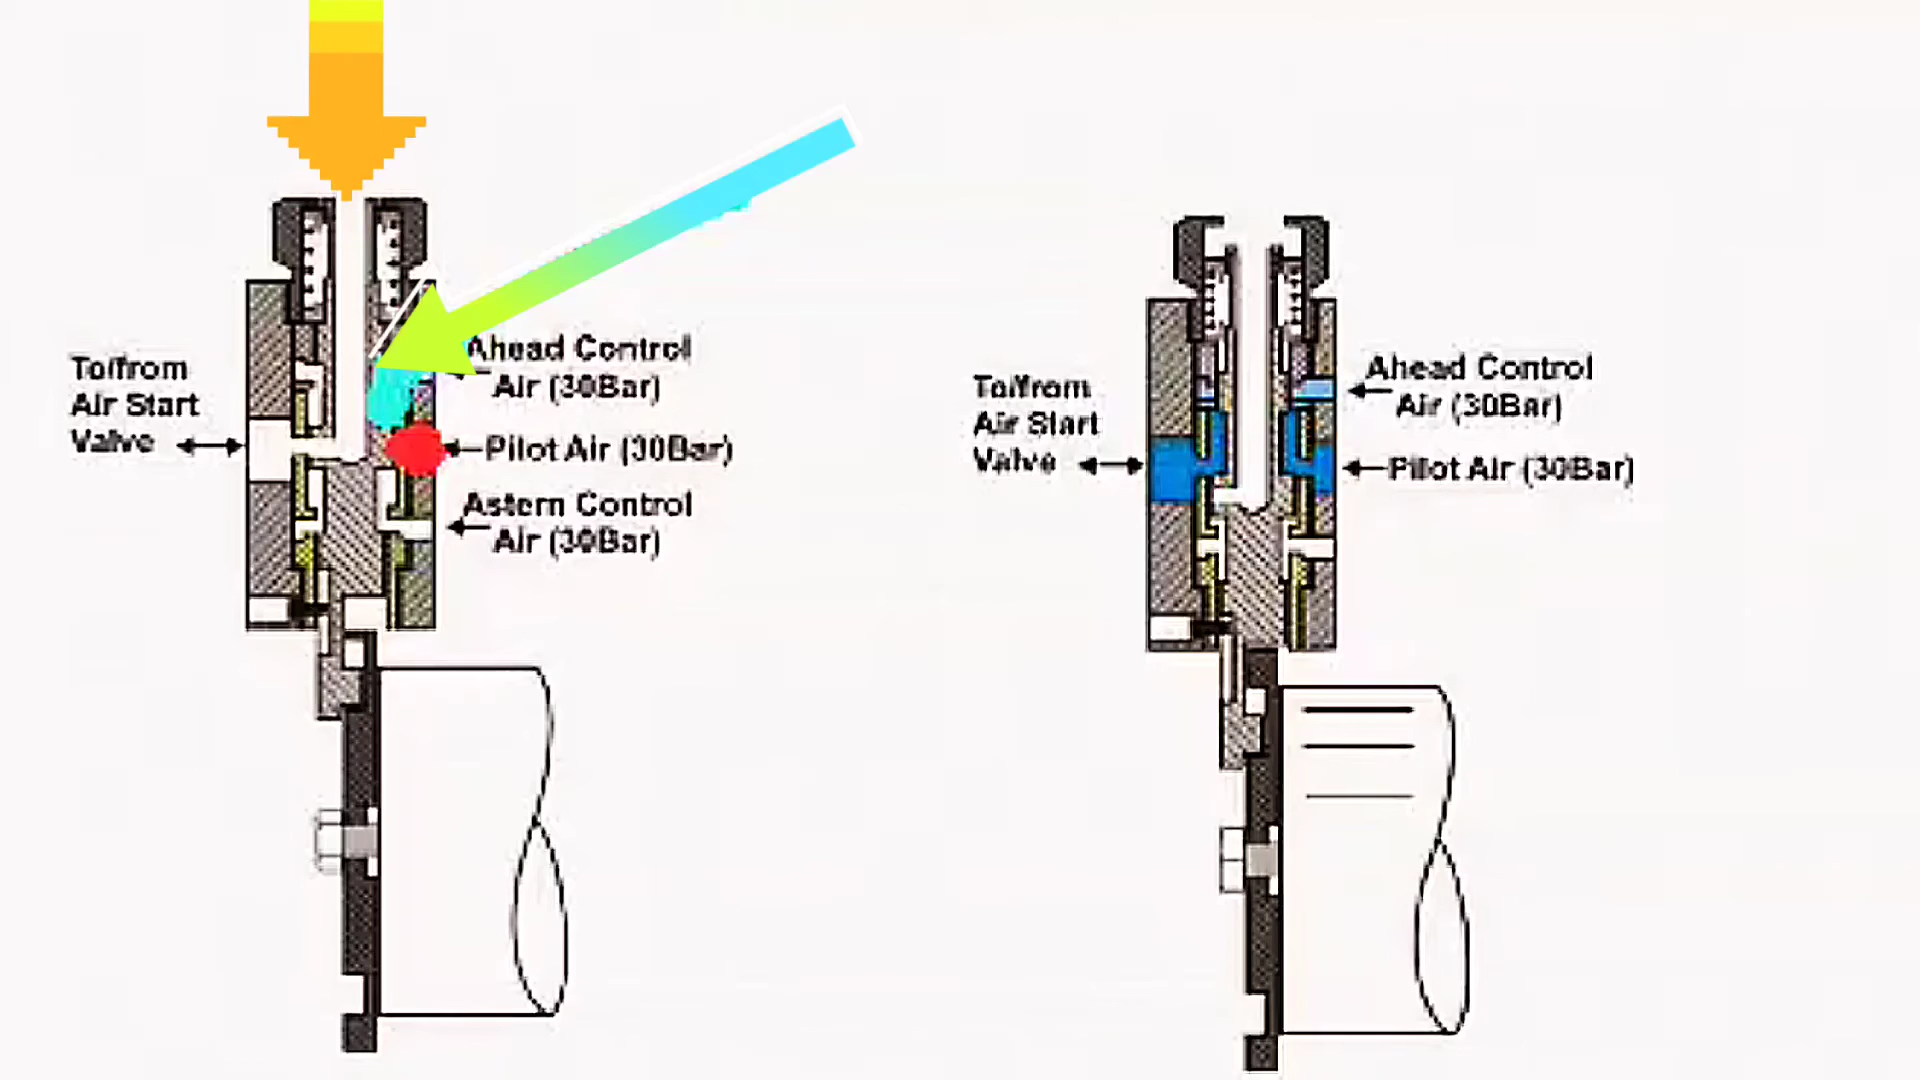 To/from
Air Start
Valve
Ahead Control
Air (30Bar)
Pilot Air (30Bar)
Astern Control
Air (30Bar)
To/from
Air Start
Valve
Ahead Control
Air (30Bar)
Pilot Air (30Bar)